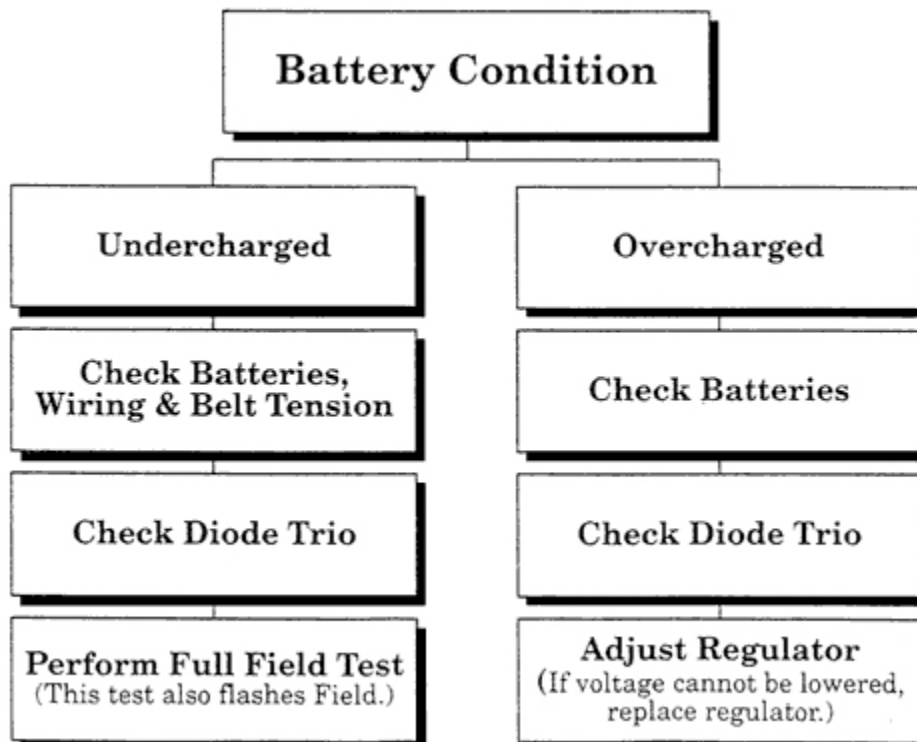 Battery Condition
Undercharged
Overcharged
Check Batteries,
Wiring & Belt Tension
Check Batteries
Check Diode Trio
Check Diode Trio
Perform Full Field Test
(This test also flashes Field.)
Adjust Regulator
(If voltage cannot be lowered,
replace regulator.)